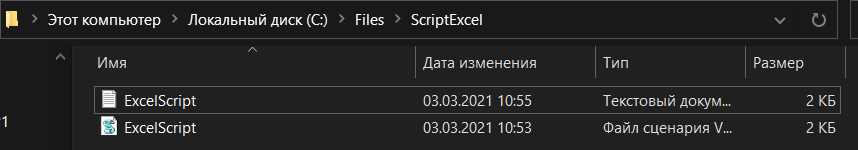 Этот компьютер > Локальный диск (C:) > Files > ScriptExcel
Имя Дата изменения Тип Размер
ExcelScript 03.03.2021 10:55 Текстовый докум... 2 КБ
ExcelScript 03.03.2021 10:53 Файл сценария V... 2 КБ